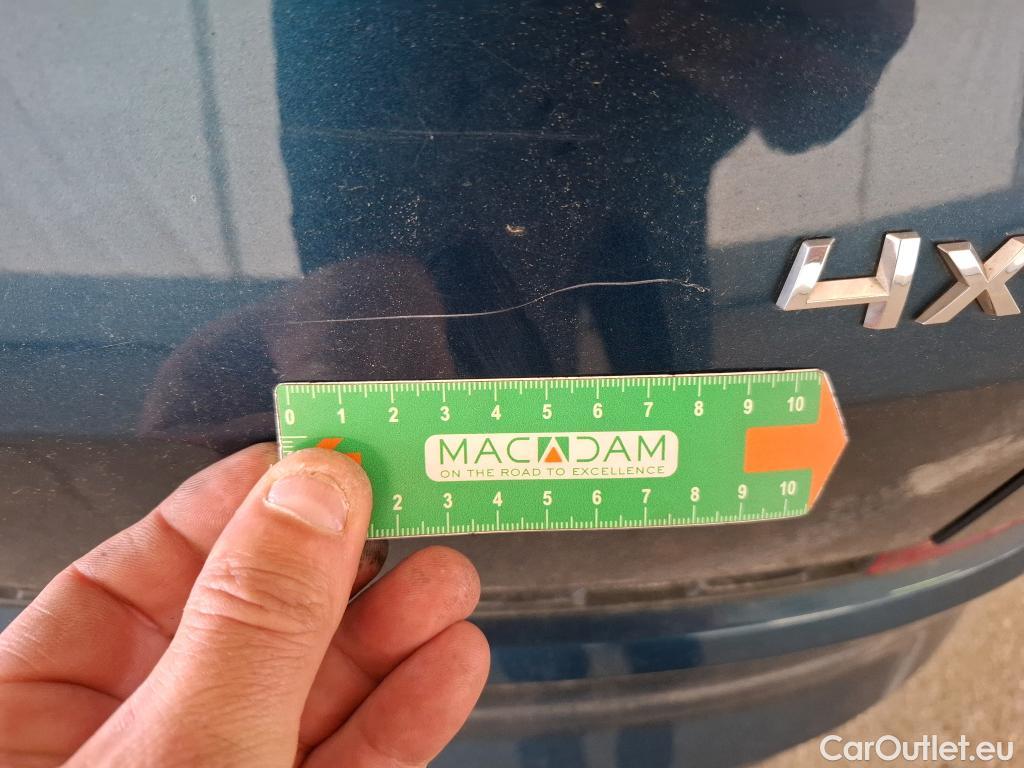 4X
0 1 2 3 4 5 6 7 8 9 10
MACADAM
ON THE ROAD TO EXCELLENCE
2 3 4 5 6 7 8 9 10
CarOutlet.eu